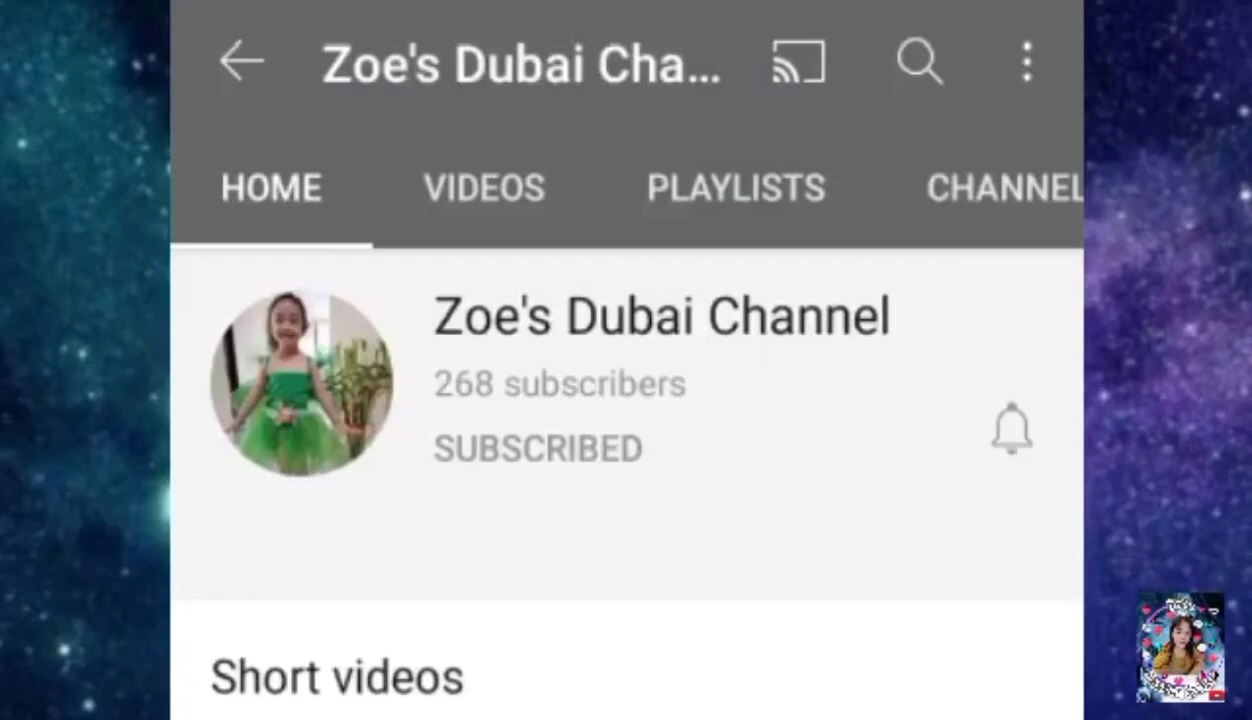 Zoe's Dubai Cha...
HOME VIDEOS PLAYLISTS CHANNEL
Zoe's Dubai Channel
268 subscribers
SUBSCRIBED
Short videos